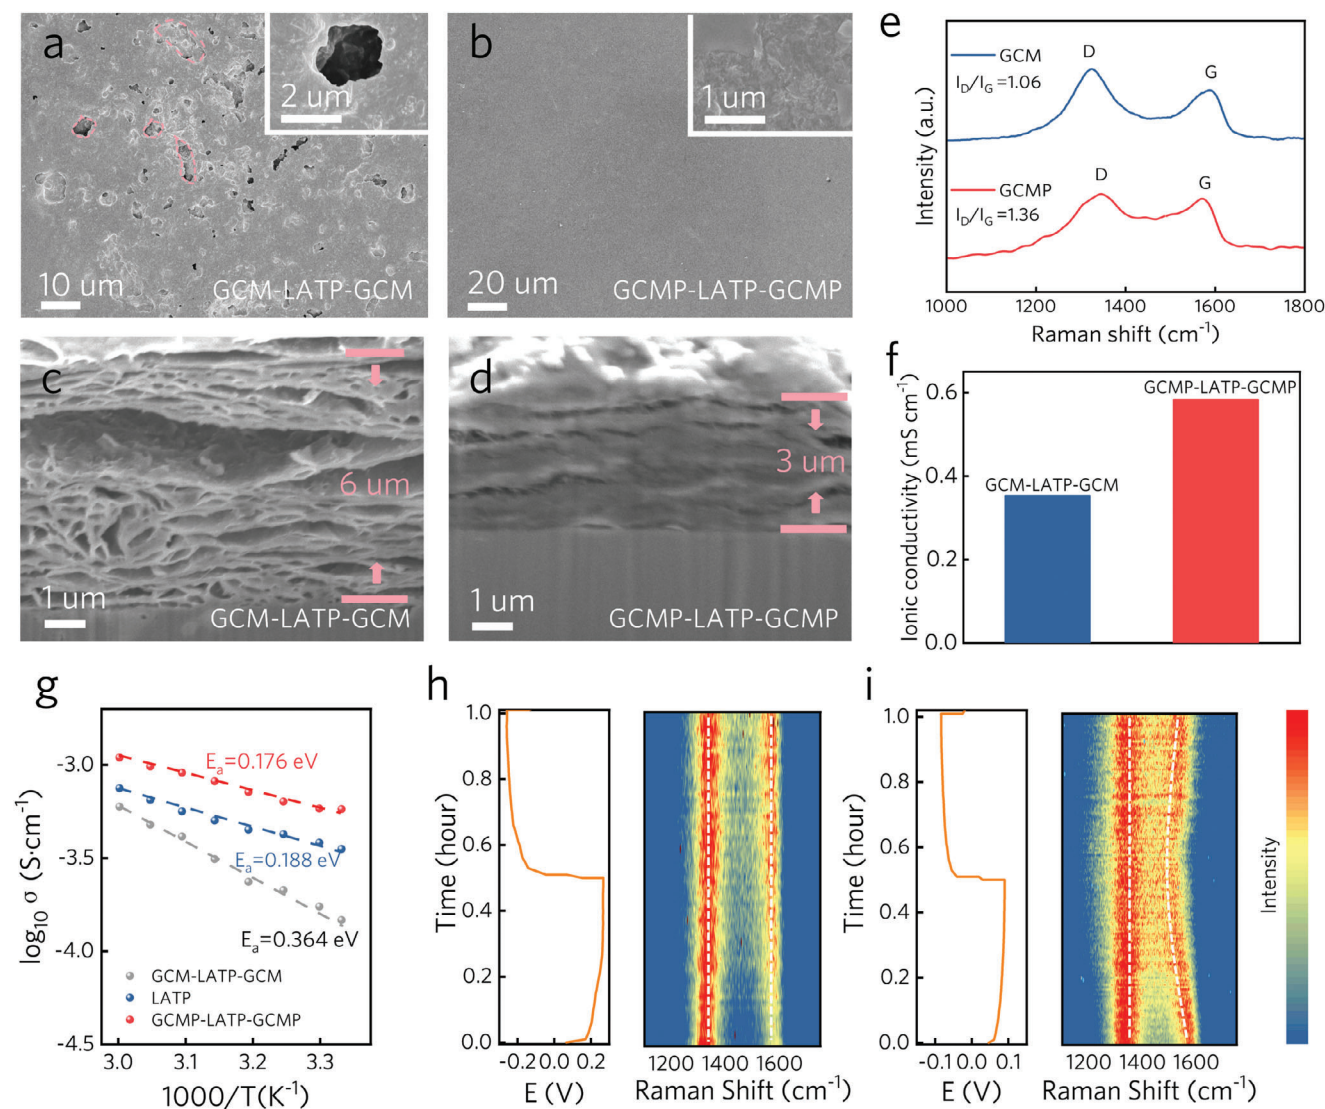 a
2 um
10 um
GCM-LATP-GCM
b
1 um
20 um
GCMP-LATP-GCMP
c
6 um
1 um
GCM-LATP-GCM
d
3 um
1 um
GCMP-LATP-GCMP
e
GCM
I_D/I_G=1.06
D
G
GCMP
I_D/I_G=1.36
D
G
Intensity (a.u.)
1000 1200 1400 1600 1800
Raman shift (cm⁻¹)
f
Ionic conductivity (mS cm⁻¹)
0.6
0.4
0.2
0.0
GCM-LATP-GCM
GCMP-LATP-GCMP
g
log₁₀ σ (S·cm⁻¹)
-3.0
-3.5
-4.0
-4.5
Eₐ=0.176 eV
Eₐ=0.188 eV
Eₐ=0.364 eV
GCM-LATP-GCM
LATP
GCMP-LATP-GCMP
3.0 3.1 3.2 3.3
1000/T(K⁻¹)
h
Time (hour)
1.0
0.8
0.6
0.4
0.2
0.0
-0.2 0.0 0.2
E (V)
1200 1400 1600
Raman Shift (cm⁻¹)
i
Time (hour)
1.0
0.8
0.6
0.4
0.2
0.0
-0.1 0.0 0.1
E (V)
1200 1400 1600
Raman Shift (cm⁻¹)
Intensity